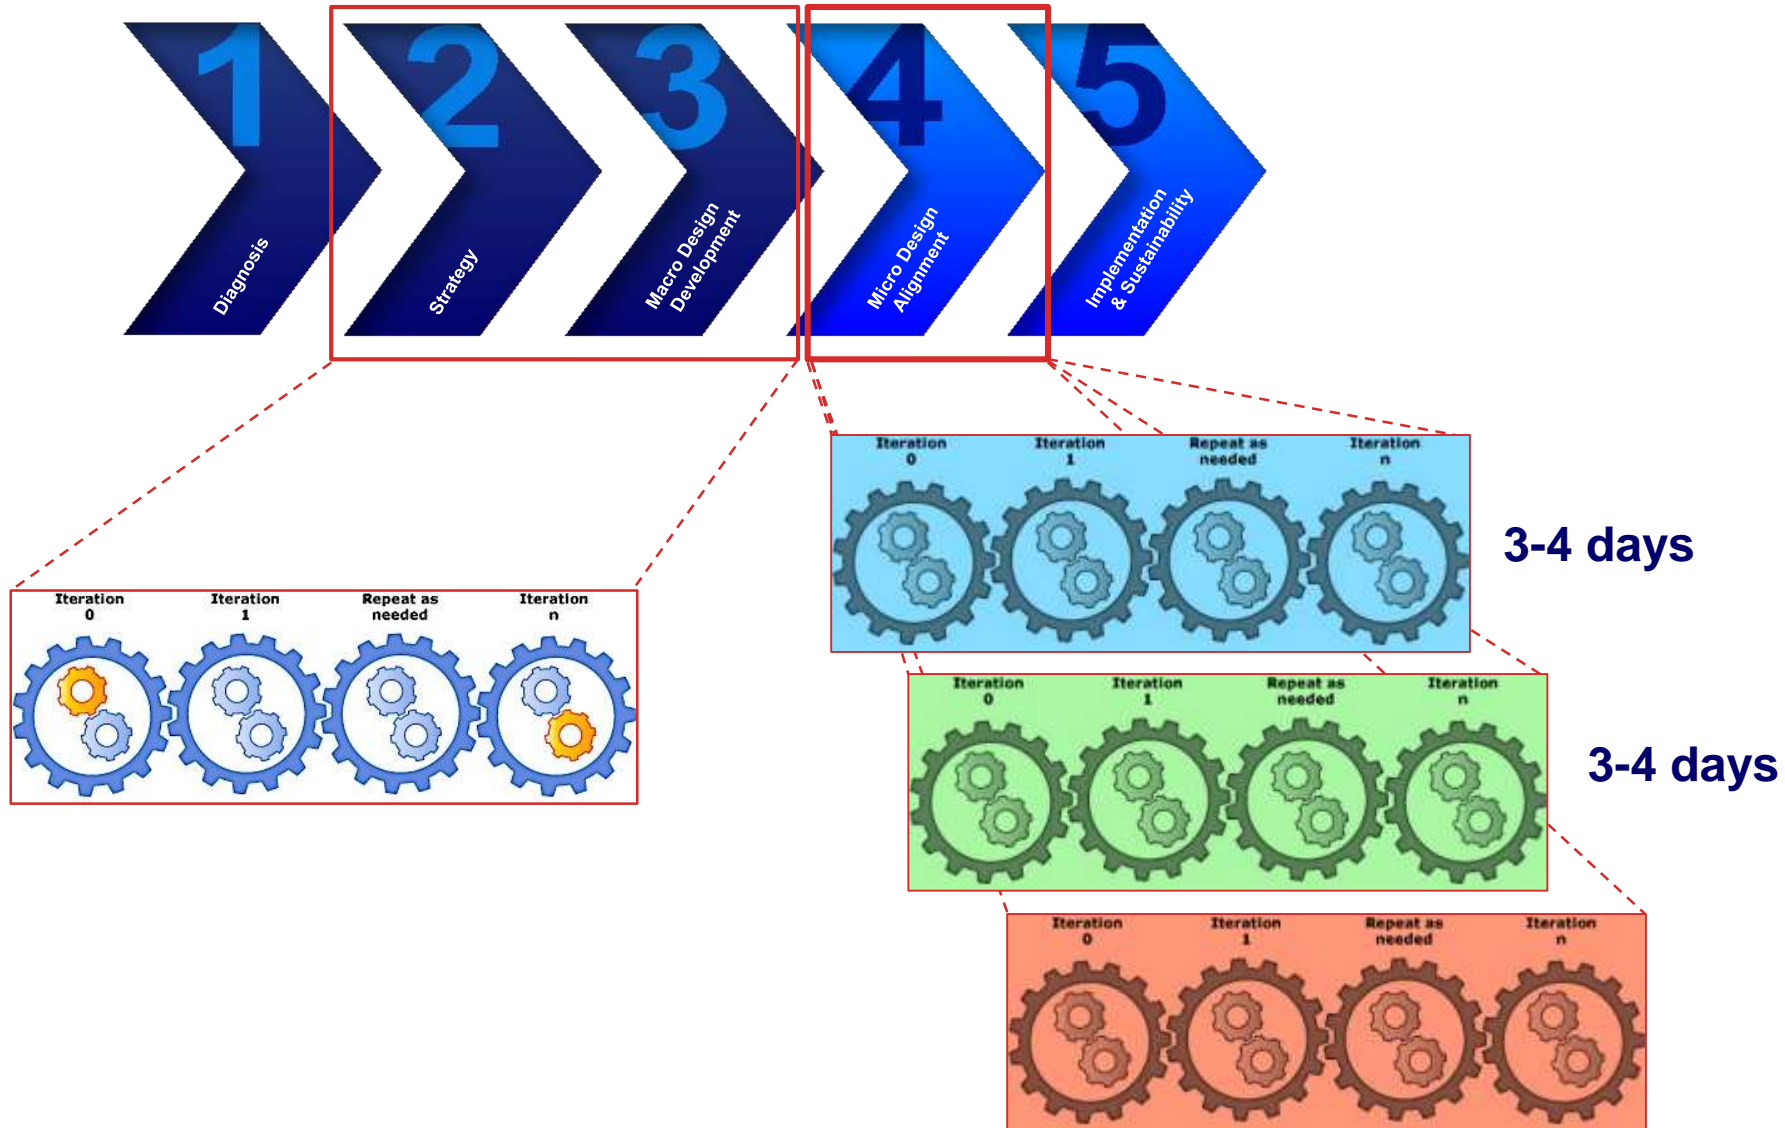 1
2
3
4
5
Diagnosis
Strategy
Macro Design
Development
Micro Design
Alignment
Implementation
& Sustainability
Iteration
0
Iteration
1
Repeat as
needed
Iteration
n
3-4 days
Iteration
0
Iteration
1
Repeat as
needed
Iteration
n
Iteration
0
Iteration
1
Repeat as
needed
Iteration
n
3-4 days
Iteration
0
Iteration
1
Repeat as
needed
Iteration
n